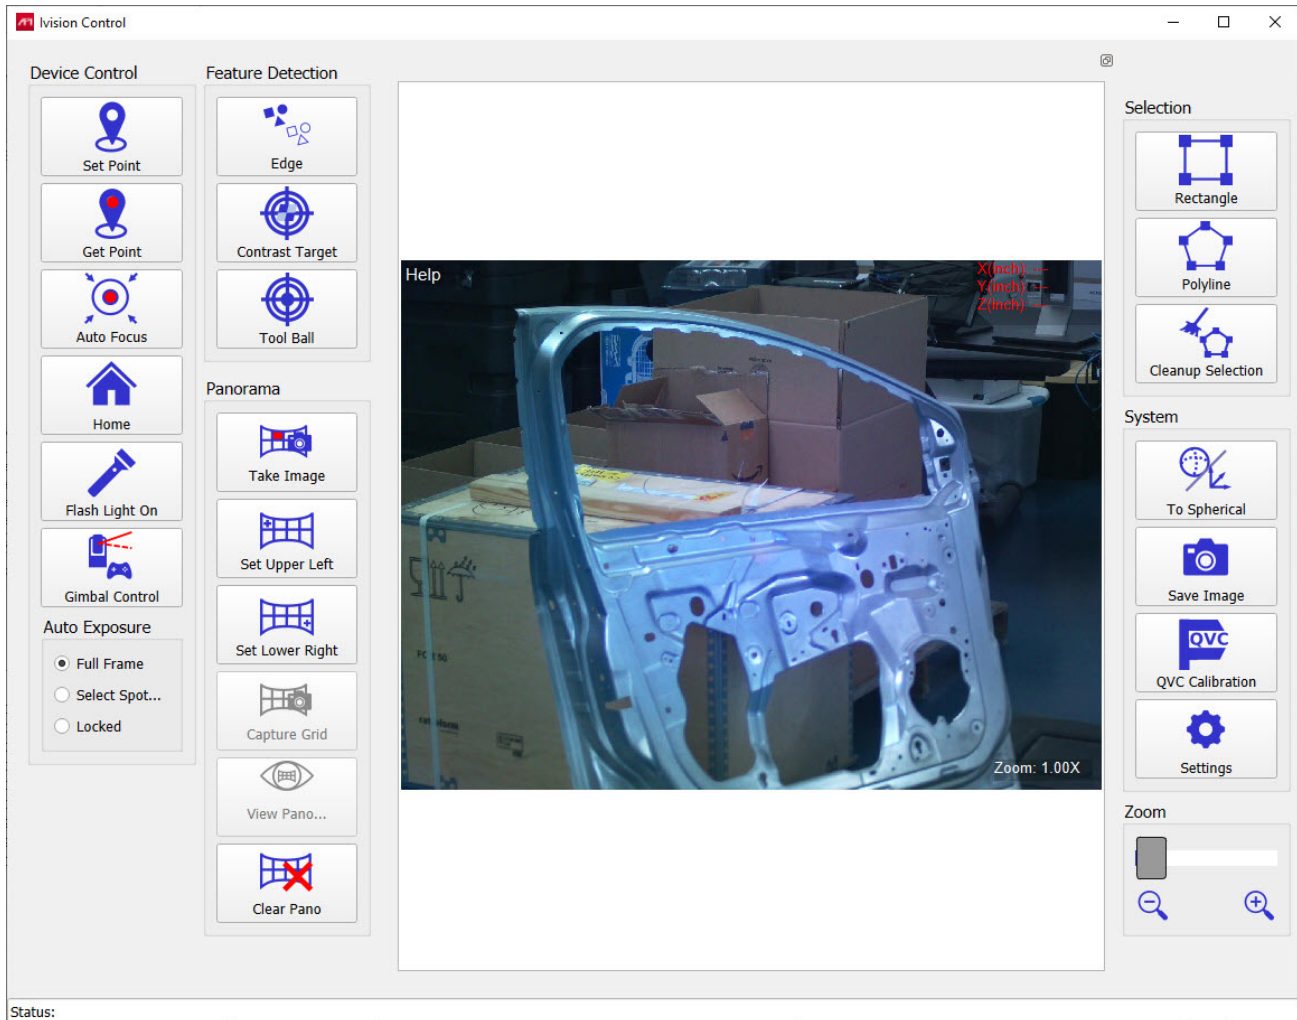 Ivision Control
Device Control
Set Point
Get Point
Auto Focus
Home
Flash Light On
Gimbal Control
Auto Exposure
Full Frame
Select Spot...
Locked
Feature Detection
Edge
Contrast Target
Tool Ball
Panorama
Take Image
Set Upper Left
Set Lower Right
Capture Grid
View Pano...
Clear Pano
Help
X(Inch): ---
Y(Inch): ---
Z(Inch)
Zoom: 1.00X
Selection
Rectangle
Polyline
Cleanup Selection
System
To Spherical
Save Image
QVC
QVC Calibration
Settings
Zoom
Status: